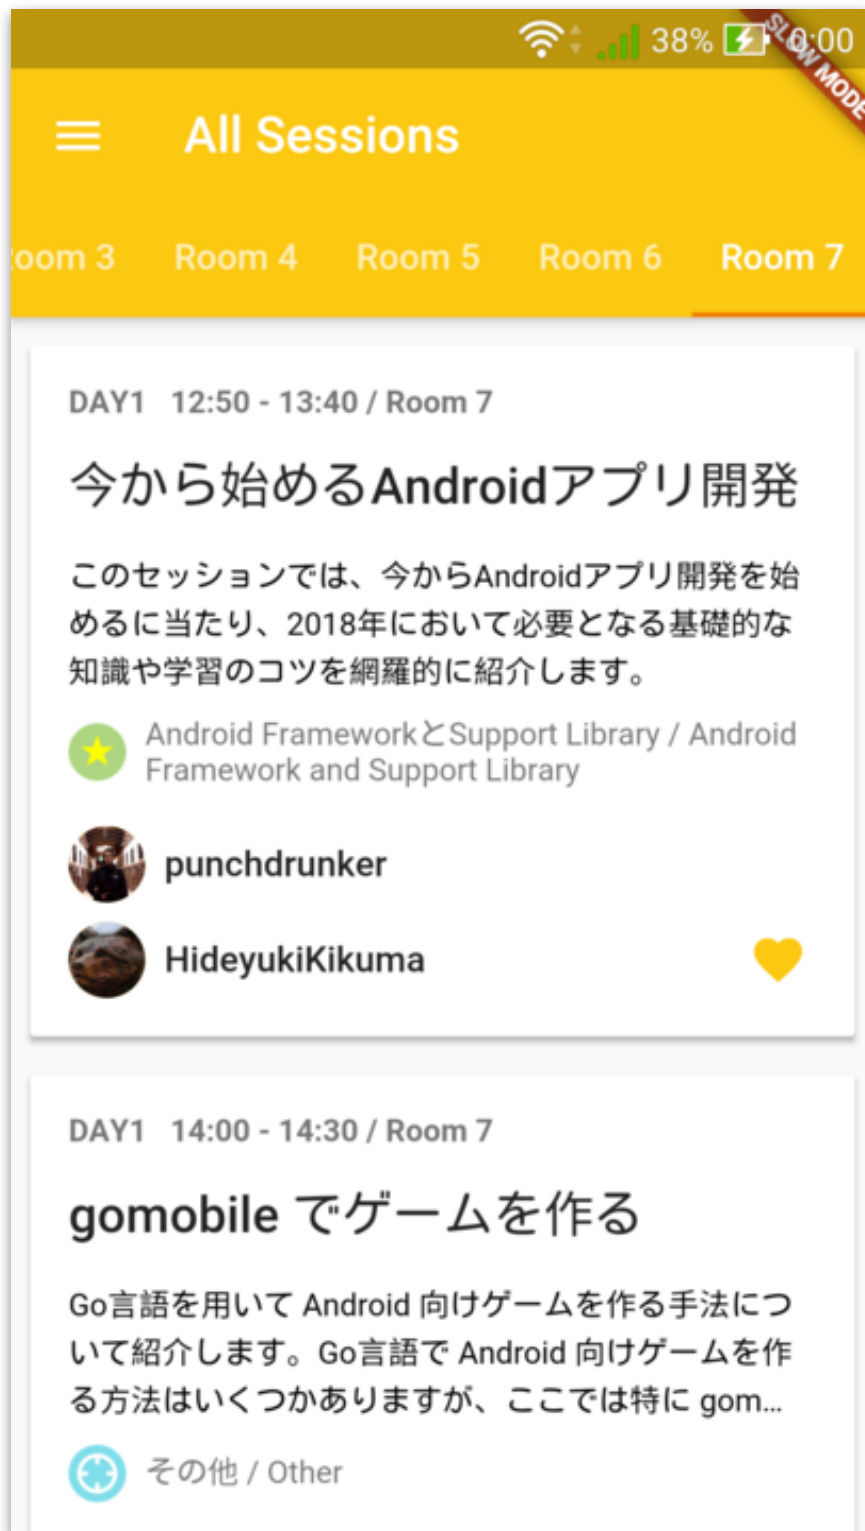 38% 0:00
SLOW MODE
All Sessions
oom 3 Room 4 Room 5 Room 6 Room 7
DAY1 12:50 - 13:40 / Room 7
今から始めるAndroidアプリ開発
このセッションでは、今からAndroidアプリ開発を始
めるに当たり、2018年において必要となる基礎的な
知識や学習のコツを網羅的に紹介します。
Android FrameworkとSupport Library / Android
Framework and Support Library
punchdrunker
HideyukiKikuma
DAY1 14:00 - 14:30 / Room 7
gomobile でゲームを作る
Go言語を用いて Android 向けゲームを作る手法につ
いて紹介します。Go言語で Android 向けゲームを作
る方法はいくつかありますが、ここでは特に gom…
その他 / Other